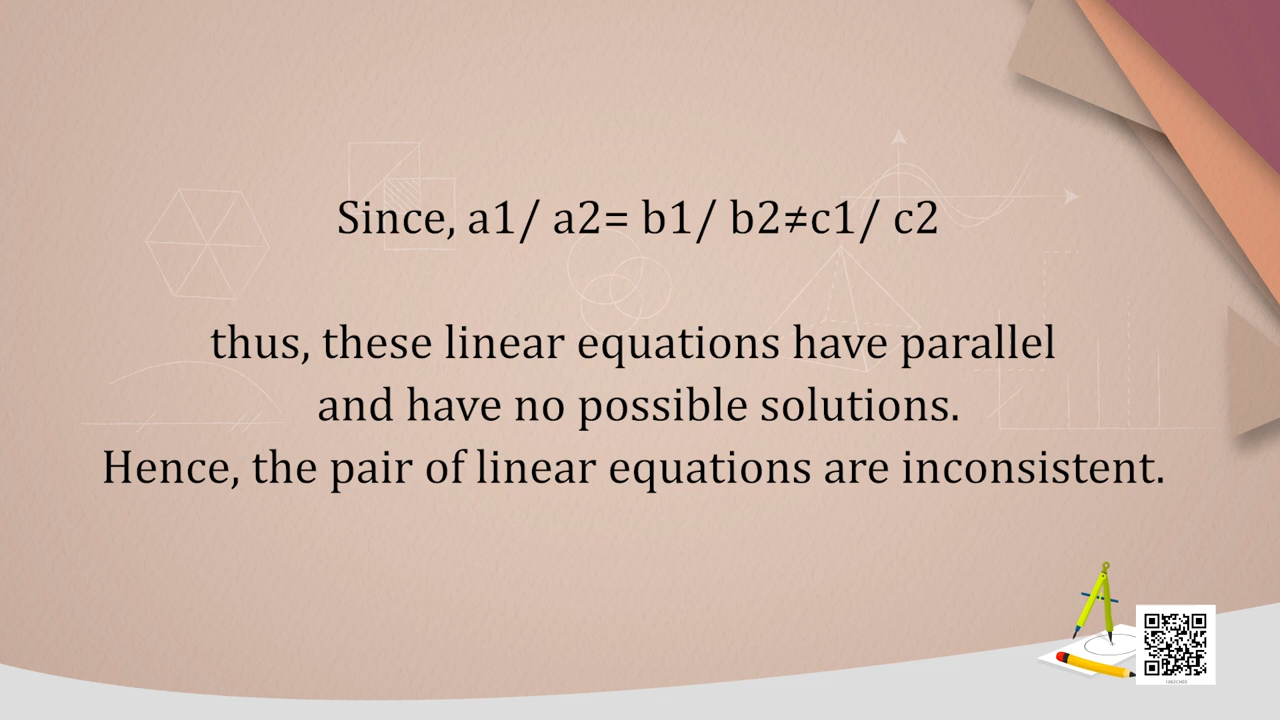 Since, a1/ a2= b1/ b2≠c1/ c2
thus, these linear equations have parallel
and have no possible solutions.
Hence, the pair of linear equations are inconsistent.